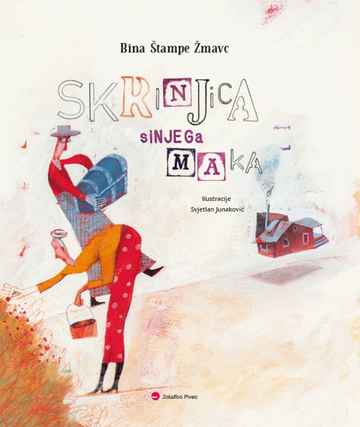 Bina Štampe Žmavc
SKRINJICA
SINJEGA
MAKA
Ilustracije
Svjetlan Junaković
Založba Pivec